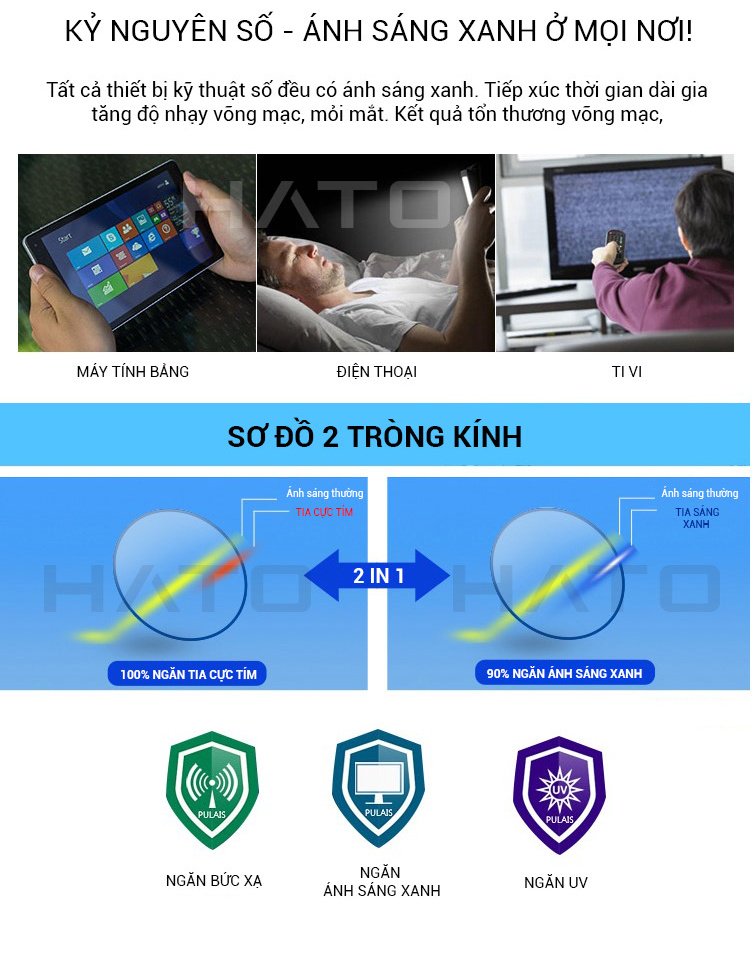 KỶ NGUYÊN SỐ - ÁNH SÁNG XANH Ở MỌI NƠI!
Tất cả thiết bị kỹ thuật số đều có ánh sáng xanh. Tiếp xúc thời gian dài gia
tăng độ nhạy võng mạc, mỏi mắt. Kết quả tổn thương võng mạc,
HATO
Start
MÁY TÍNH BẢNG
ĐIỆN THOẠI
TI VI
SƠ ĐỒ 2 TRÒNG KÍNH
Ánh sáng thường
TIA CỰC TÍM
Ánh sáng thường
TIA SÁNG
XANH
HATO
2 IN 1
HATO
100% NGĂN TIA CỰC TÍM
90% NGĂN ÁNH SÁNG XANH
PULAIS
PULAIS
UV
PULAIS
NGĂN BỨC XẠ
NGĂN
ÁNH SÁNG XANH
NGĂN UV